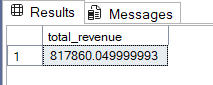 Results Messages
total_revenue
1 817860.049999993